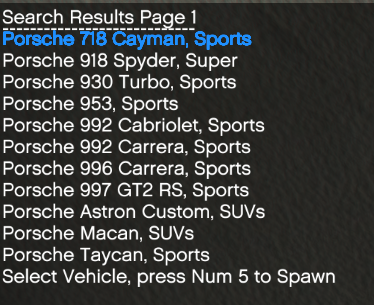 Search Results Page 1
Porsche 718 Cayman, Sports
Porsche 918 Spyder, Super
Porsche 930 Turbo, Sports
Porsche 953, Sports
Porsche 992 Cabriolet, Sports
Porsche 992 Carrera, Sports
Porsche 996 Carrera, Sports
Porsche 997 GT2 RS, Sports
Porsche Astron Custom, SUVs
Porsche Macan, SUVs
Porsche Taycan, Sports
Select Vehicle, press Num 5 to Spawn